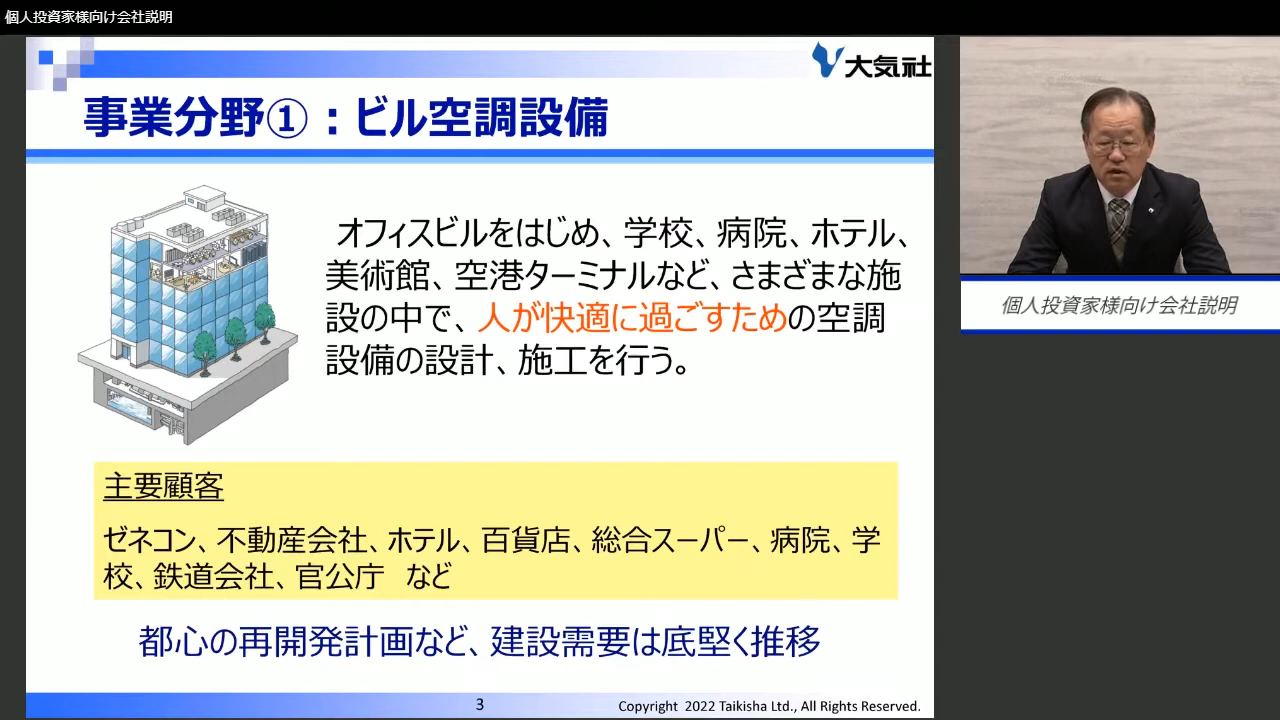 個人投資家様向け会社説明
大気社
事業分野①：ビル空調設備
オフィスビルをはじめ、学校、病院、ホテル、
美術館、空港ターミナルなど、さまざまな施
設の中で、人が快適に過ごすための空調
設備の設計、施工を行う。
個人投資家様向け会社説明
主要顧客
ゼネコン、不動産会社、ホテル、百貨店、総合スーパー、病院、学
校、鉄道会社、官公庁　など
都心の再開発計画など、建設需要は底堅く推移
3
Copyright 2022 Taikisha Ltd., All Rights Reserved.